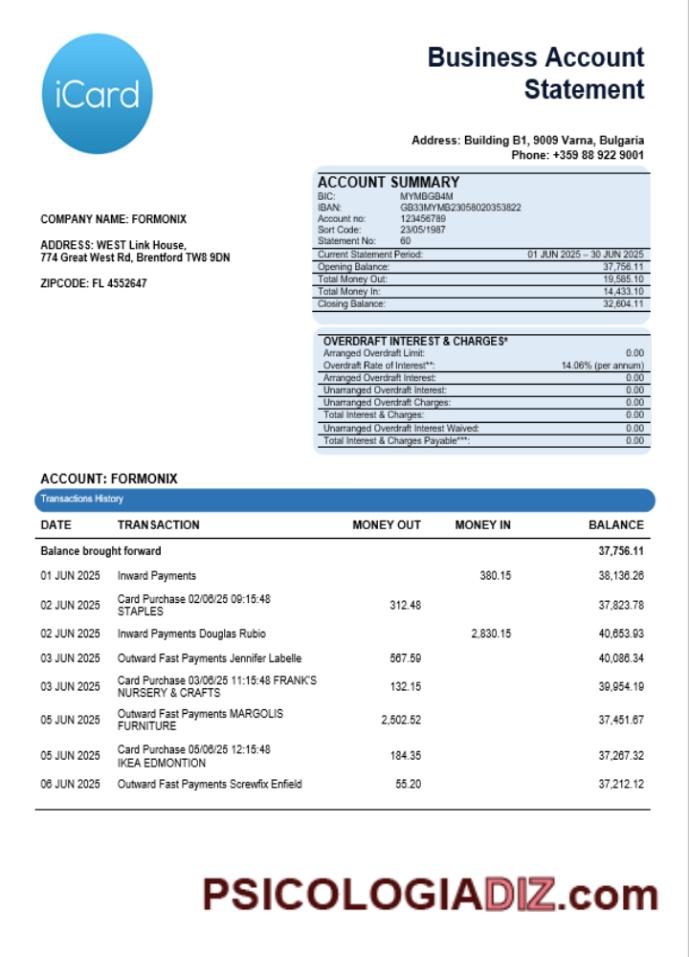 iCard
Business Account
Statement
Address: Building B1, 9009 Varna, Bulgaria
Phone: +359 88 922 9001
ACCOUNT SUMMARY
BIC: MYMBGB4M
IBAN: GB33MYMB23058020353822
Account no: 123456789
Sort Code: 23/05/1987
Statement No: 60
Current Statement Period: 01 JUN 2025 – 30 JUN 2025
Opening Balance: 37,756.11
Total Money Out: 19,585.10
Total Money In: 14,433.10
Closing Balance: 32,604.11
COMPANY NAME: FORMONIX
ADDRESS: WEST Link House,
774 Great West Rd, Brentford TW8 9DN
ZIPCODE: FL 4552647
OVERDRAFT INTEREST & CHARGES*
Arranged Overdraft Limit: 0.00
Overdraft Rate of Interest**: 14.06% (per annum)
Arranged Overdraft Interest: 0.00
Unarranged Overdraft Interest: 0.00
Unarranged Overdraft Charges: 0.00
Total Interest & Charges: 0.00
Unarranged Overdraft Interest Waived: 0.00
Total Interest & Charges Payable***: 0.00
ACCOUNT: FORMONIX
Transactions History
DATE TRANSACTION MONEY OUT MONEY IN BALANCE
Balance brought forward 37,756.11
01 JUN 2025 Inward Payments 380.15 38,136.26
02 JUN 2025 Card Purchase 02/06/25 09:15:48 312.48 37,823.78
STAPLES
02 JUN 2025 Inward Payments Douglas Rubio 2,830.15 40,653.93
03 JUN 2025 Outward Fast Payments Jennifer Labelle 567.59 40,086.34
03 JUN 2025 Card Purchase 03/06/25 11:15:48 FRANK'S 132.15 39,954.19
NURSERY & CRAFTS
05 JUN 2025 Outward Fast Payments MARGOLIS 2,502.52 37,451.67
FURNITURE
05 JUN 2025 Card Purchase 05/06/25 12:15:48 184.35 37,267.32
IKEA EDMONTION
06 JUN 2025 Outward Fast Payments Screwfix Enfield 55.20 37,212.12
PSICOLOGIADIZ.com